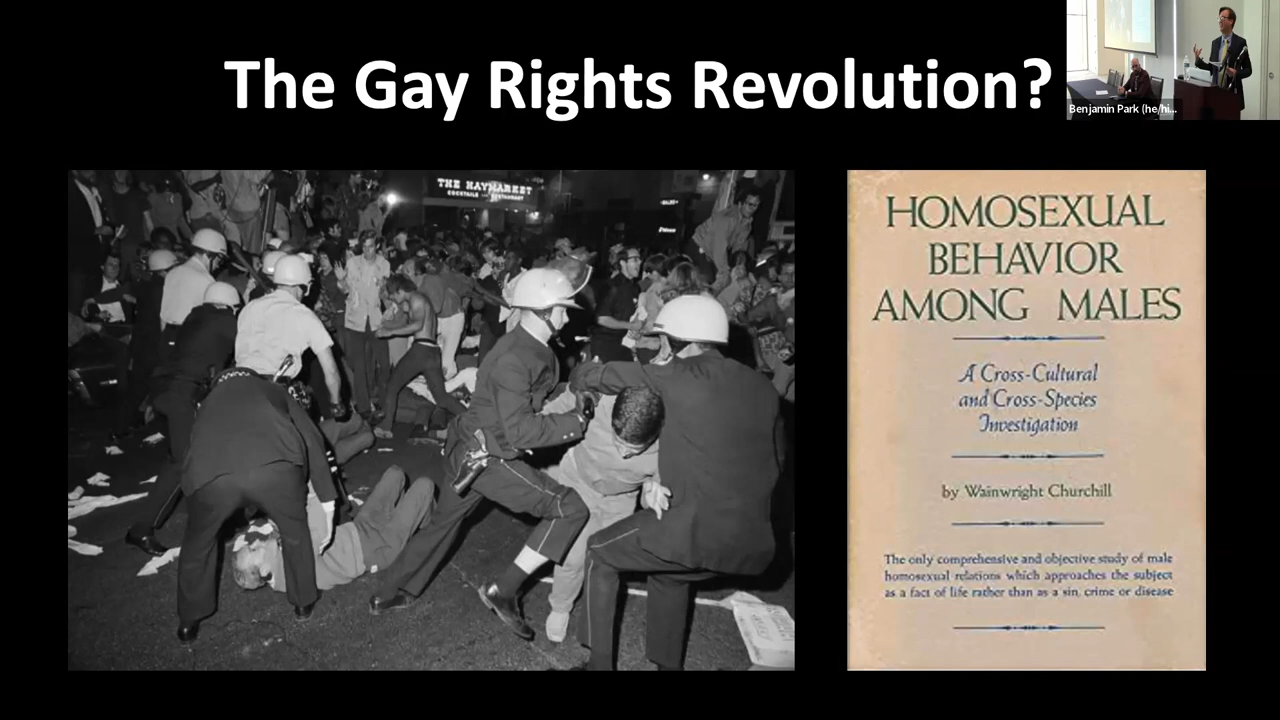 The Gay Rights Revolution?
Benjamin Park (he/hi...
THE HAYMARKET
COCKTAILS RESTAURANT
HOMOSEXUAL
BEHAVIOR
AMONG MALES
A Cross-Cultural
and Cross-Species
Investigation
by Wainwright Churchill
The only comprehensive and objective study of male
homosexual relations which approaches the subject
as a fact of life rather than as a sin, crime or disease